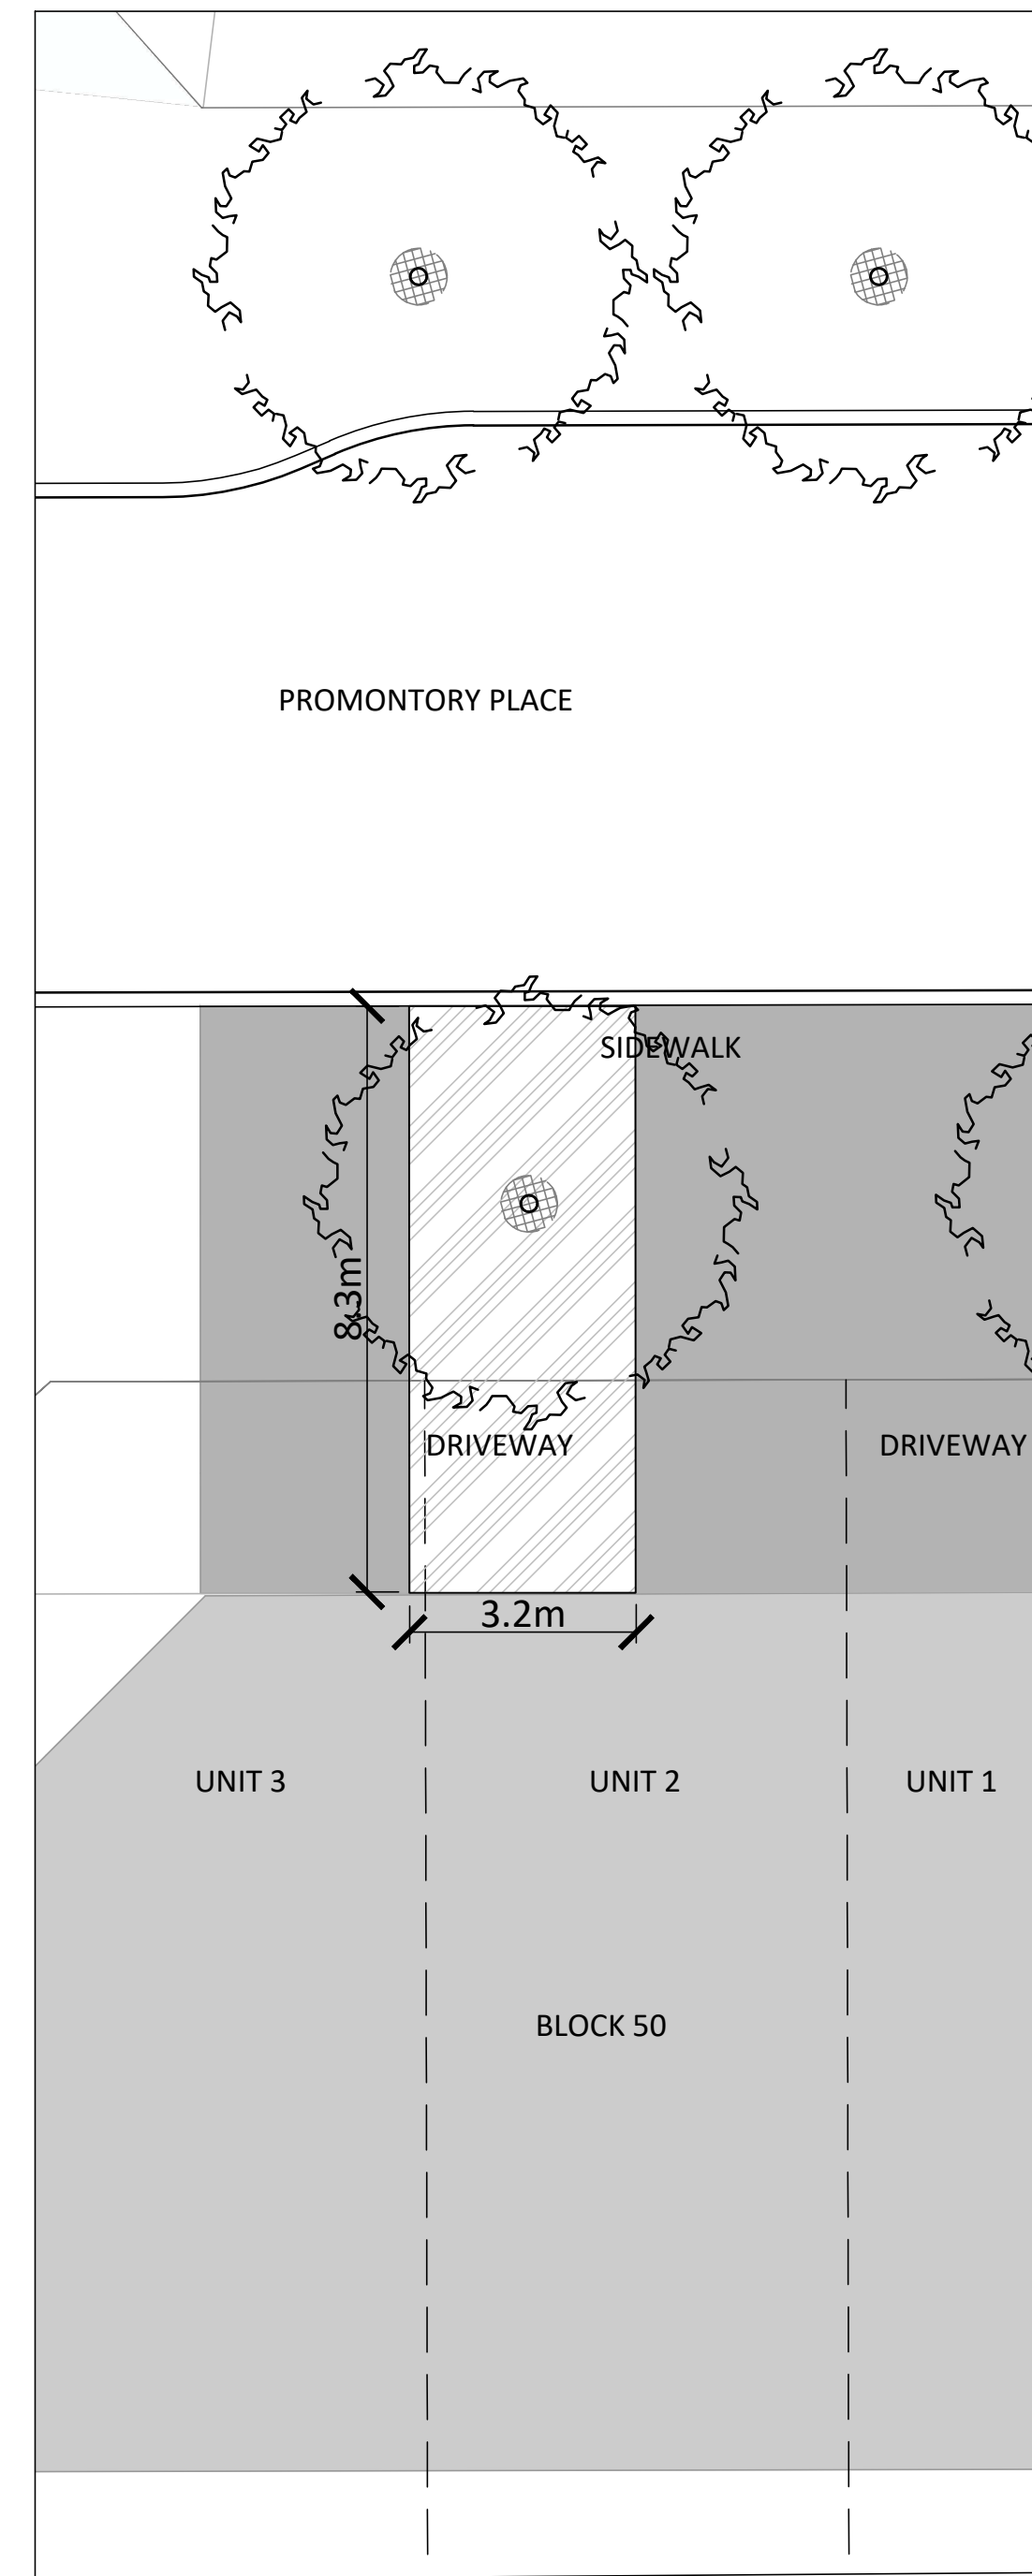 PROMONTORY PLACE
SIDEWALK
8.3m
DRIVEWAY
DRIVEWAY
3.2m
UNIT 3
UNIT 2
UNIT 1
BLOCK 50